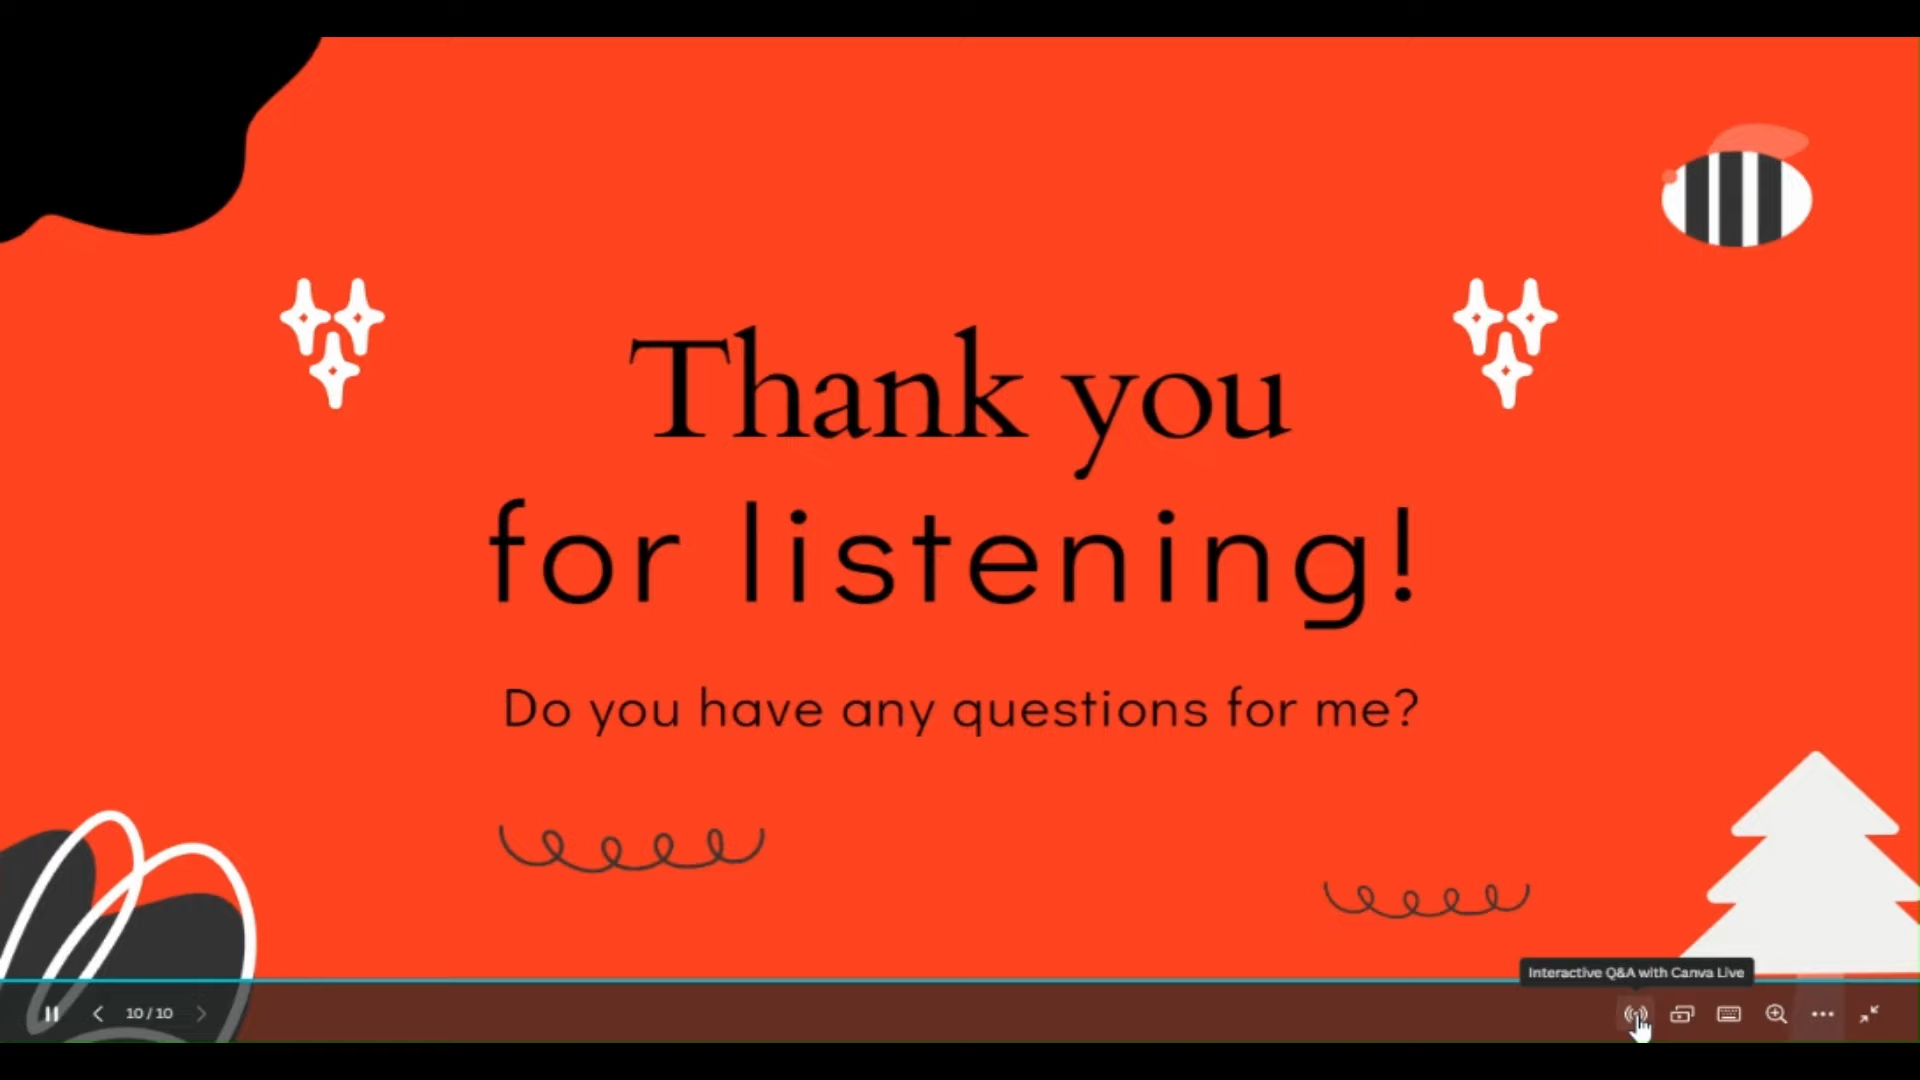 Thank you
for listening!
Do you have any questions for me?
Interactive Q&A with Canva Live
10 / 10